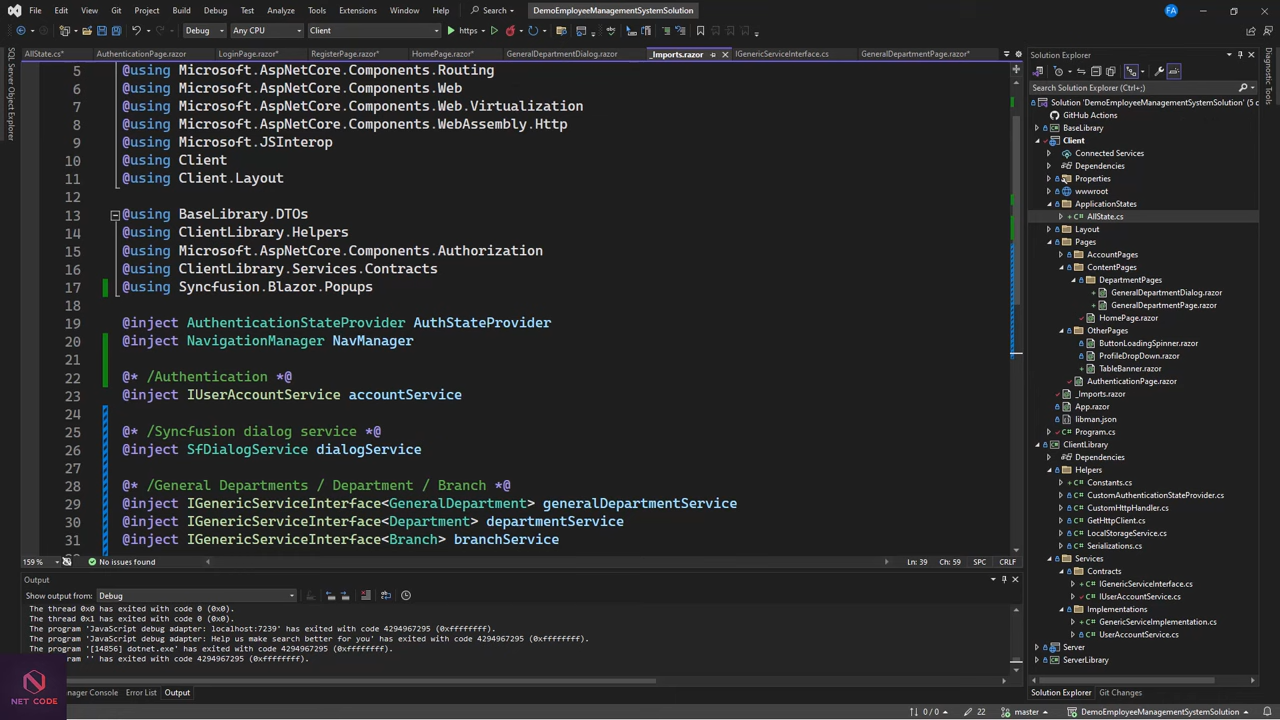 File Edit View Git Project Build Debug Test Analyze Tools Extensions Window Help Search DemoEmployeeManagementSystemSolution FA
Debug Any CPU Client https
AllState.cs* AuthenticationPage.razor LoginPage.razor* RegisterPage.razor* HomePage.razor* GeneralDepartmentDialog.razor _Imports.razor IGenericServiceInterface.cs GeneralDepartmentPage.razor*
SQL Server Object Explorer
5 @using Microsoft.AspNetCore.Components.Routing
6 @using Microsoft.AspNetCore.Components.Web
7 @using Microsoft.AspNetCore.Components.Web.Virtualization
8 @using Microsoft.AspNetCore.Components.WebAssembly.Http
9 @using Microsoft.JSInterop
10 @using Client
11 @using Client.Layout
12
13 @using BaseLibrary.DTOs
14 @using ClientLibrary.Helpers
15 @using Microsoft.AspNetCore.Components.Authorization
16 @using ClientLibrary.Services.Contracts
17 @using Syncfusion.Blazor.Popups
18
19 @inject AuthenticationStateProvider AuthStateProvider
20 @inject NavigationManager NavManager
21
22 @* /Authentication *@
23 @inject IUserAccountService accountService
24
25 @* /Syncfusion dialog service *@
26 @inject SfDialogService dialogService
27
28 @* /General Departments / Department / Branch *@
29 @inject IGenericServiceInterface<GeneralDepartment> generalDepartmentService
30 @inject IGenericServiceInterface<Department> departmentService
31 @inject IGenericServiceInterface<Branch> branchService
159 % No issues found Ln: 39 Ch: 59 SPC CRLF
Output
Show output from: Debug
The thread 0x0 has exited with code 0 (0x0).
The thread 0x1 has exited with code 0 (0x0).
The program 'JavaScript debug adapter: localhost:7239' has exited with code 4294967295 (0xffffffff).
The program 'JavaScript debug adapter: Help us make search better for you' has exited with code 4294967295 (0xffffffff).
The program '[14856] dotnet.exe' has exited with code 4294967295 (0xffffffff).
program '' has exited with code 4294967295 (0xffffffff).
Manager Console Error List Output
NET CODE
Solution Explorer
Search Solution Explorer (Ctrl+;)
Solution 'DemoEmployeeManagementSystemSolution' (5 c
GitHub Actions
BaseLibrary
Client
Connected Services
Dependencies
Properties
wwwroot
ApplicationStates
AllState.cs
Layout
Pages
AccountPages
ContentPages
DepartmentPages
GeneralDepartmentDialog.razor
GeneralDepartmentPage.razor
HomePage.razor
OtherPages
ButtonLoadingSpinner.razor
ProfileDropDown.razor
TableBanner.razor
AuthenticationPage.razor
_Imports.razor
App.razor
libman.json
Program.cs
ClientLibrary
Dependencies
Helpers
Constants.cs
CustomAuthenticationStateProvider.cs
CustomHttpHandler.cs
GetHttpClient.cs
LocalStorageService.cs
Serializations.cs
Services
Contracts
IGenericServiceInterface.cs
IUserAccountService.cs
Implementations
GenericServiceImplementation.cs
UserAccountService.cs
Server
ServerLibrary
Solution Explorer Git Changes
Diagnostic Tools
0 / 0 22 master DemoEmployeeManagementSystemSolution